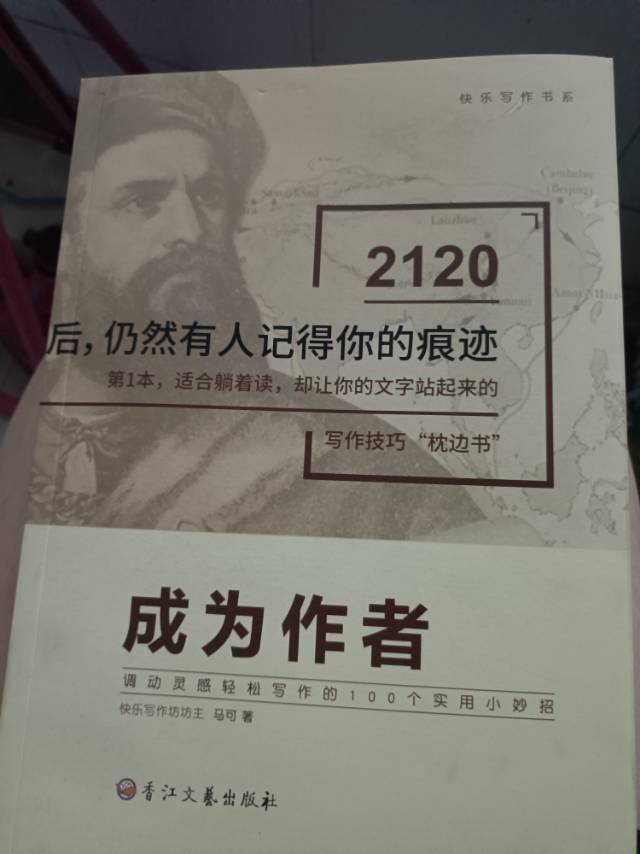 快乐写作书系
Cambuluc
(Beijing)
Lanzhou
2120
后，仍然有人记得你的痕迹
第1本，适合躺着读，却让你的文字站起来的
写作技巧“枕边书”
成为作者
调动灵感轻松写作的100个实用小妙招
快乐写作坊坊主 马可 著
香江文艺出版社